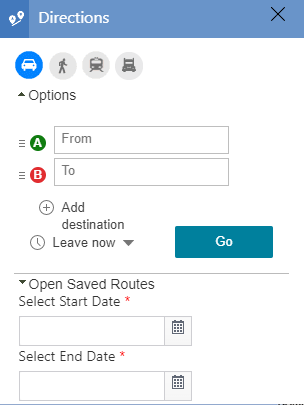 Directions
Options
A From
B To
Add
destination
Leave now
Go
Open Saved Routes
Select Start Date *
Select End Date *